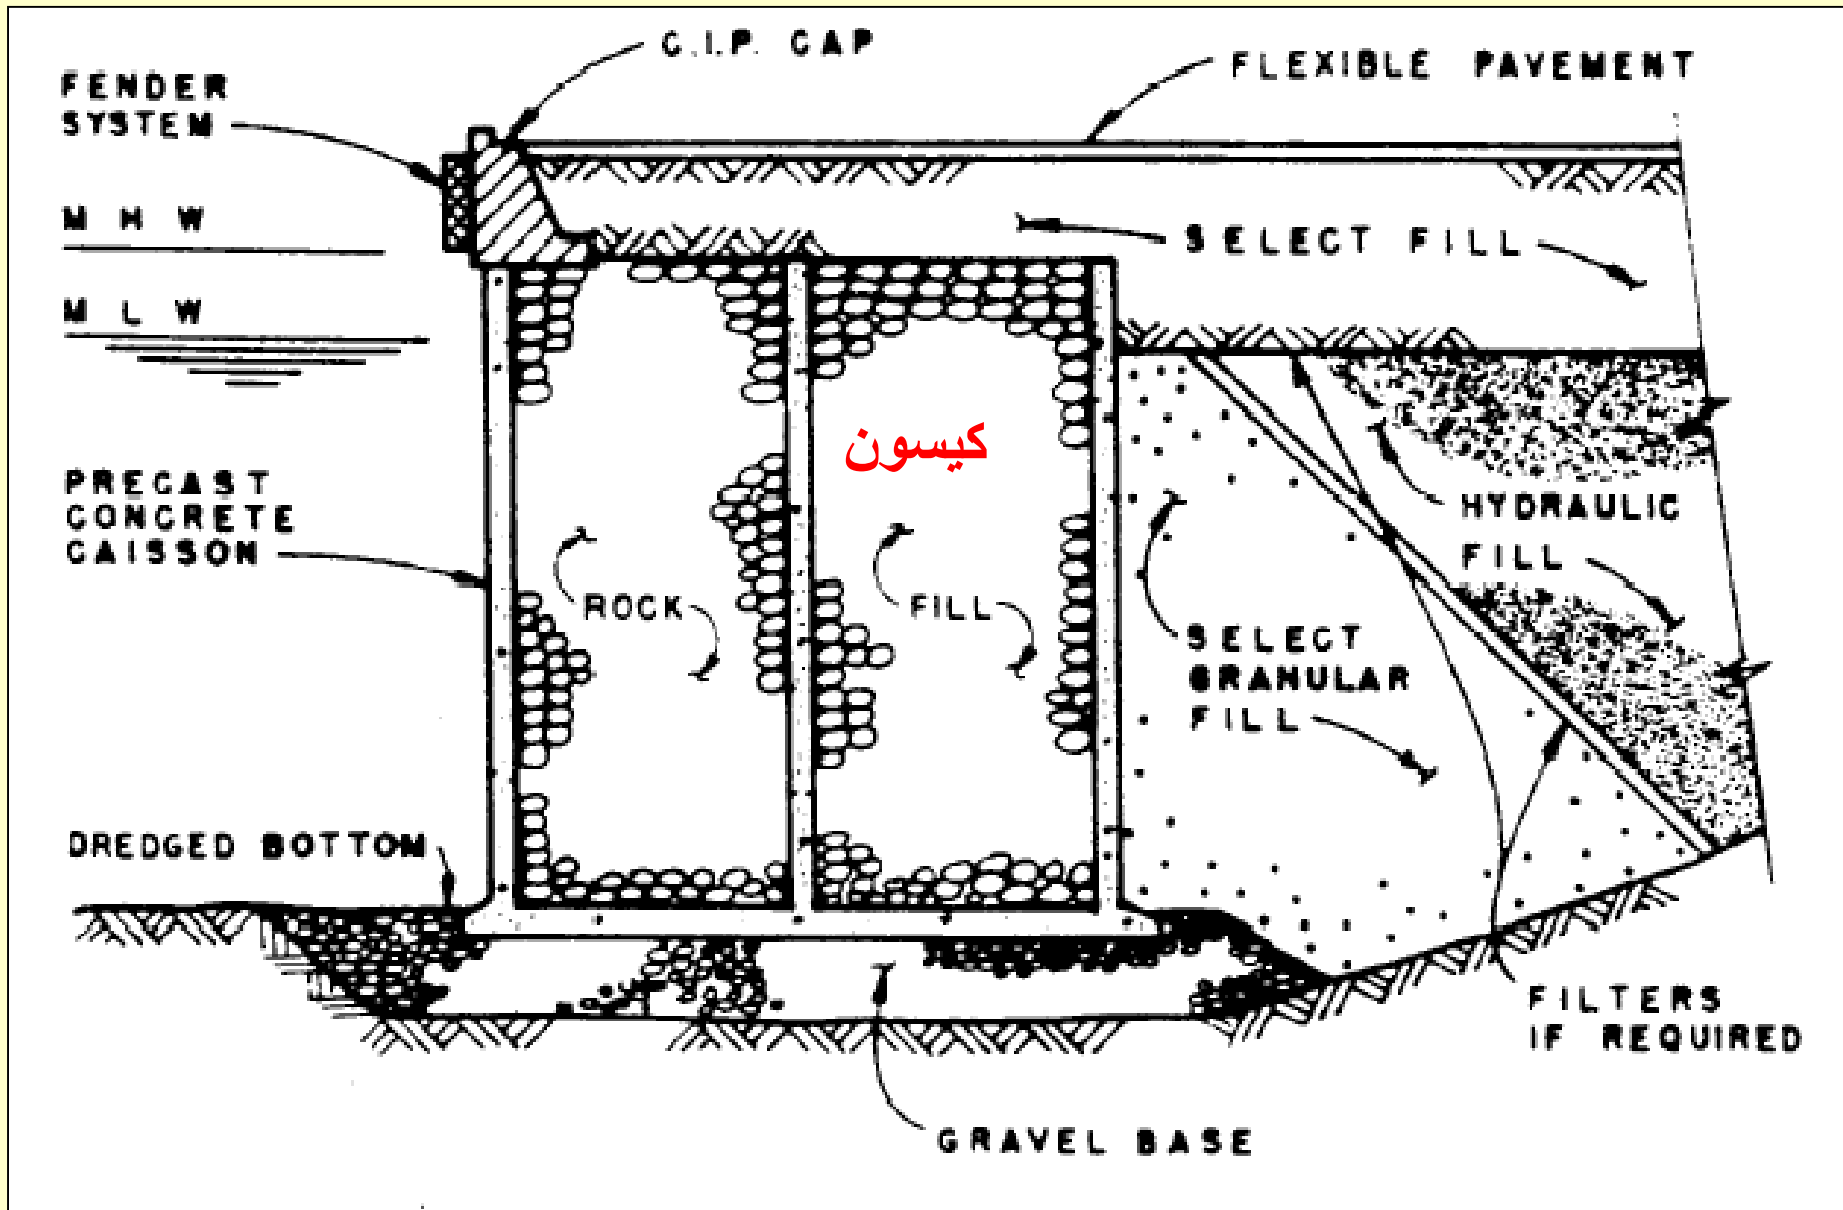 C.I.P. CAP
FENDER
SYSTEM
FLEXIBLE PAVEMENT
M H W
SELECT FILL
M L W
کیسون
PRECAST
CONCRETE
CAISSON
HYDRAULIC
FILL
ROCK
FILL
SELECT
GRANULAR
FILL
DREDGED BOTTOM
FILTERS
IF REQUIRED
GRAVEL BASE